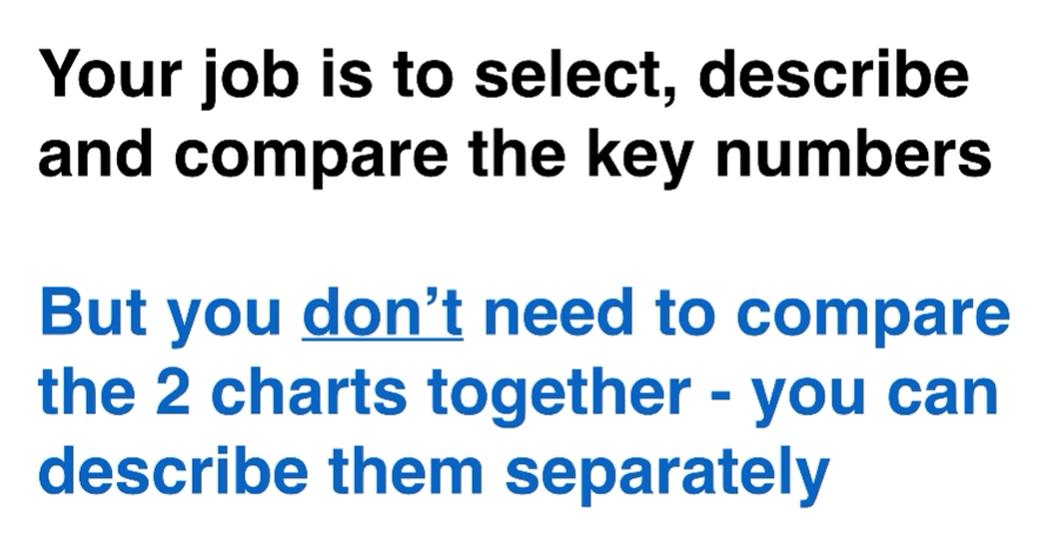 Your job is to select, describe
and compare the key numbers
But you don’t need to compare
the 2 charts together - you can
describe them separately